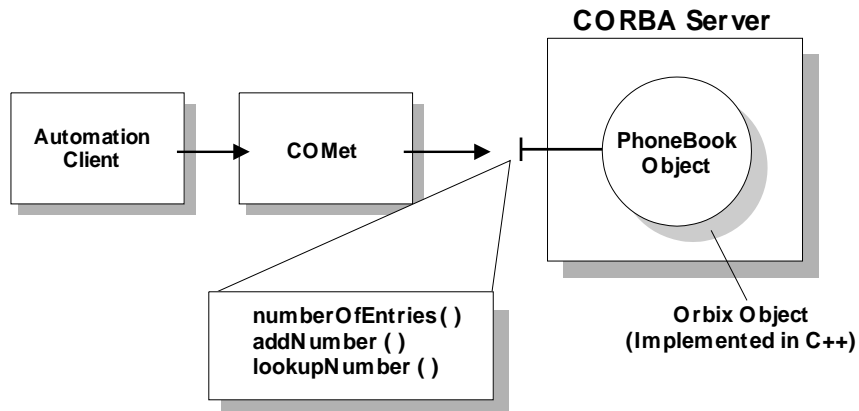 CORBA Server
Automation
Client
COMet
PhoneBook
Object
numberOfEntries()
addNumber ()
lookupNumber ()
Orbix Object
(Implemented in C++)